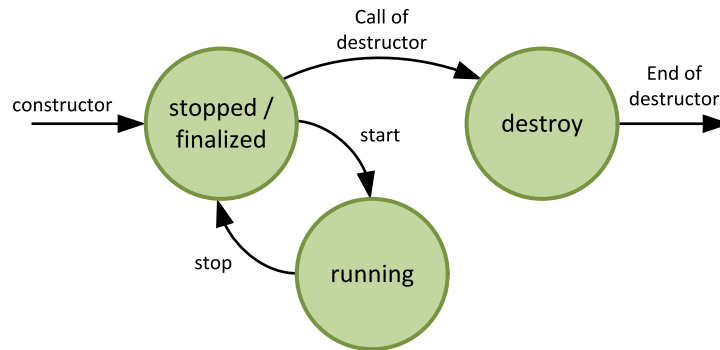 Call of
destructor
constructor
stopped /
finalized
start
destroy
End of
destructor
stop
running